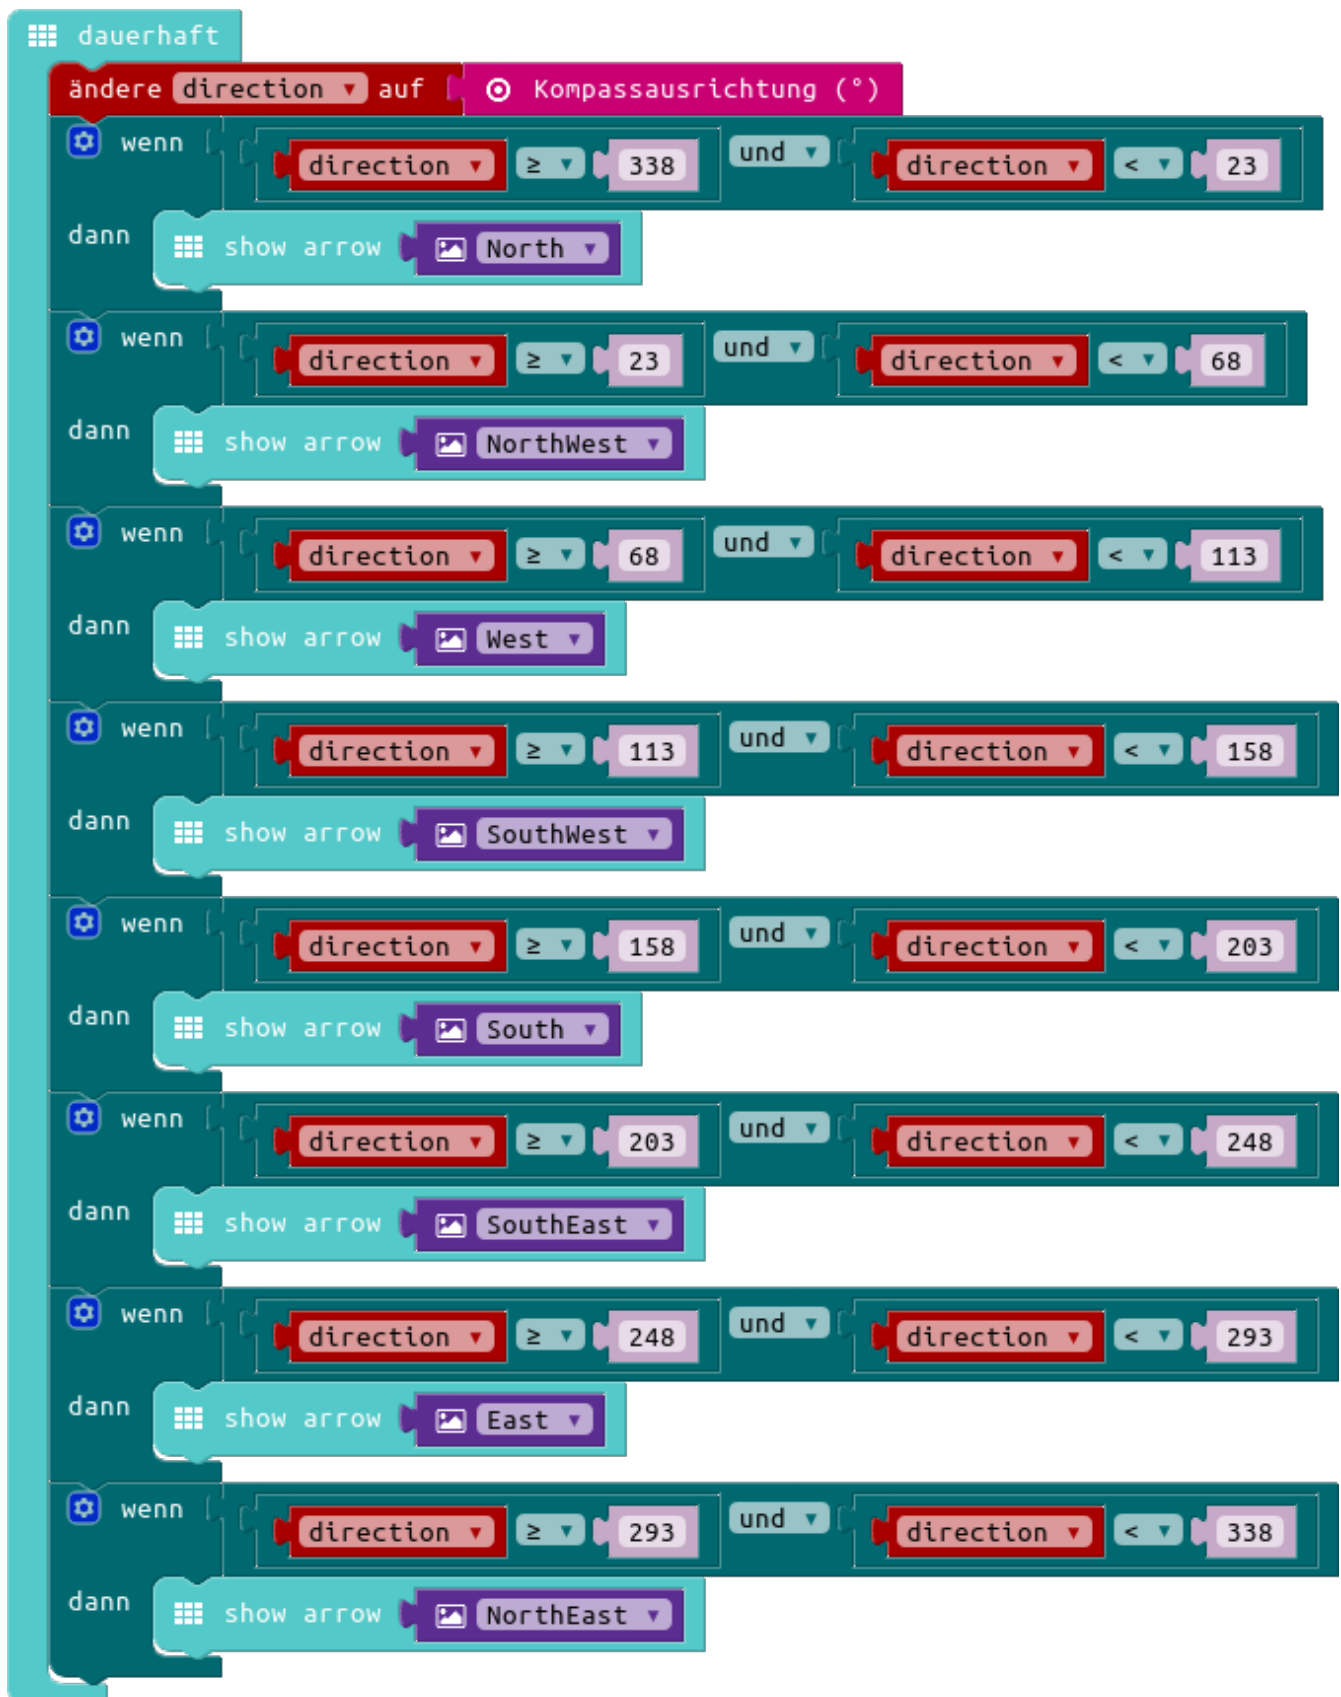 dauerhaft
ändere direction auf Kompassausrichtung (°)
wenn direction ≥ 338 und direction < 23
dann show arrow North
wenn direction ≥ 23 und direction < 68
dann show arrow NorthWest
wenn direction ≥ 68 und direction < 113
dann show arrow West
wenn direction ≥ 113 und direction < 158
dann show arrow SouthWest
wenn direction ≥ 158 und direction < 203
dann show arrow South
wenn direction ≥ 203 und direction < 248
dann show arrow SouthEast
wenn direction ≥ 248 und direction < 293
dann show arrow East
wenn direction ≥ 293 und direction < 338
dann show arrow NorthEast